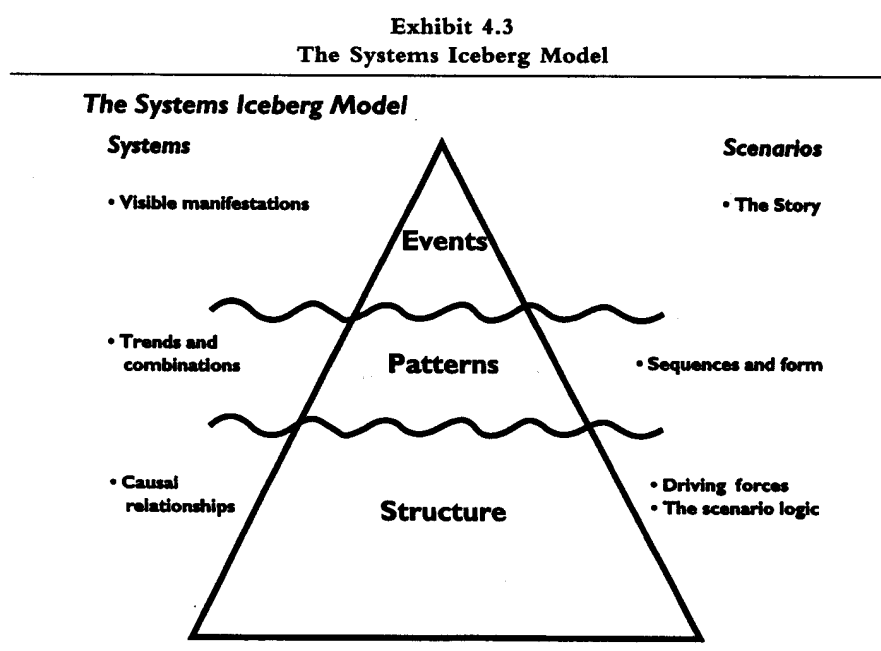 Exhibit 4.3
The Systems Iceberg Model
The Systems Iceberg Model
Systems
Scenarios
• Visible manifestations
• The Story
Events
• Trends and
combinations
Patterns
• Sequences and form
• Causal
relationships
Structure
• Driving forces
• The scenario logic